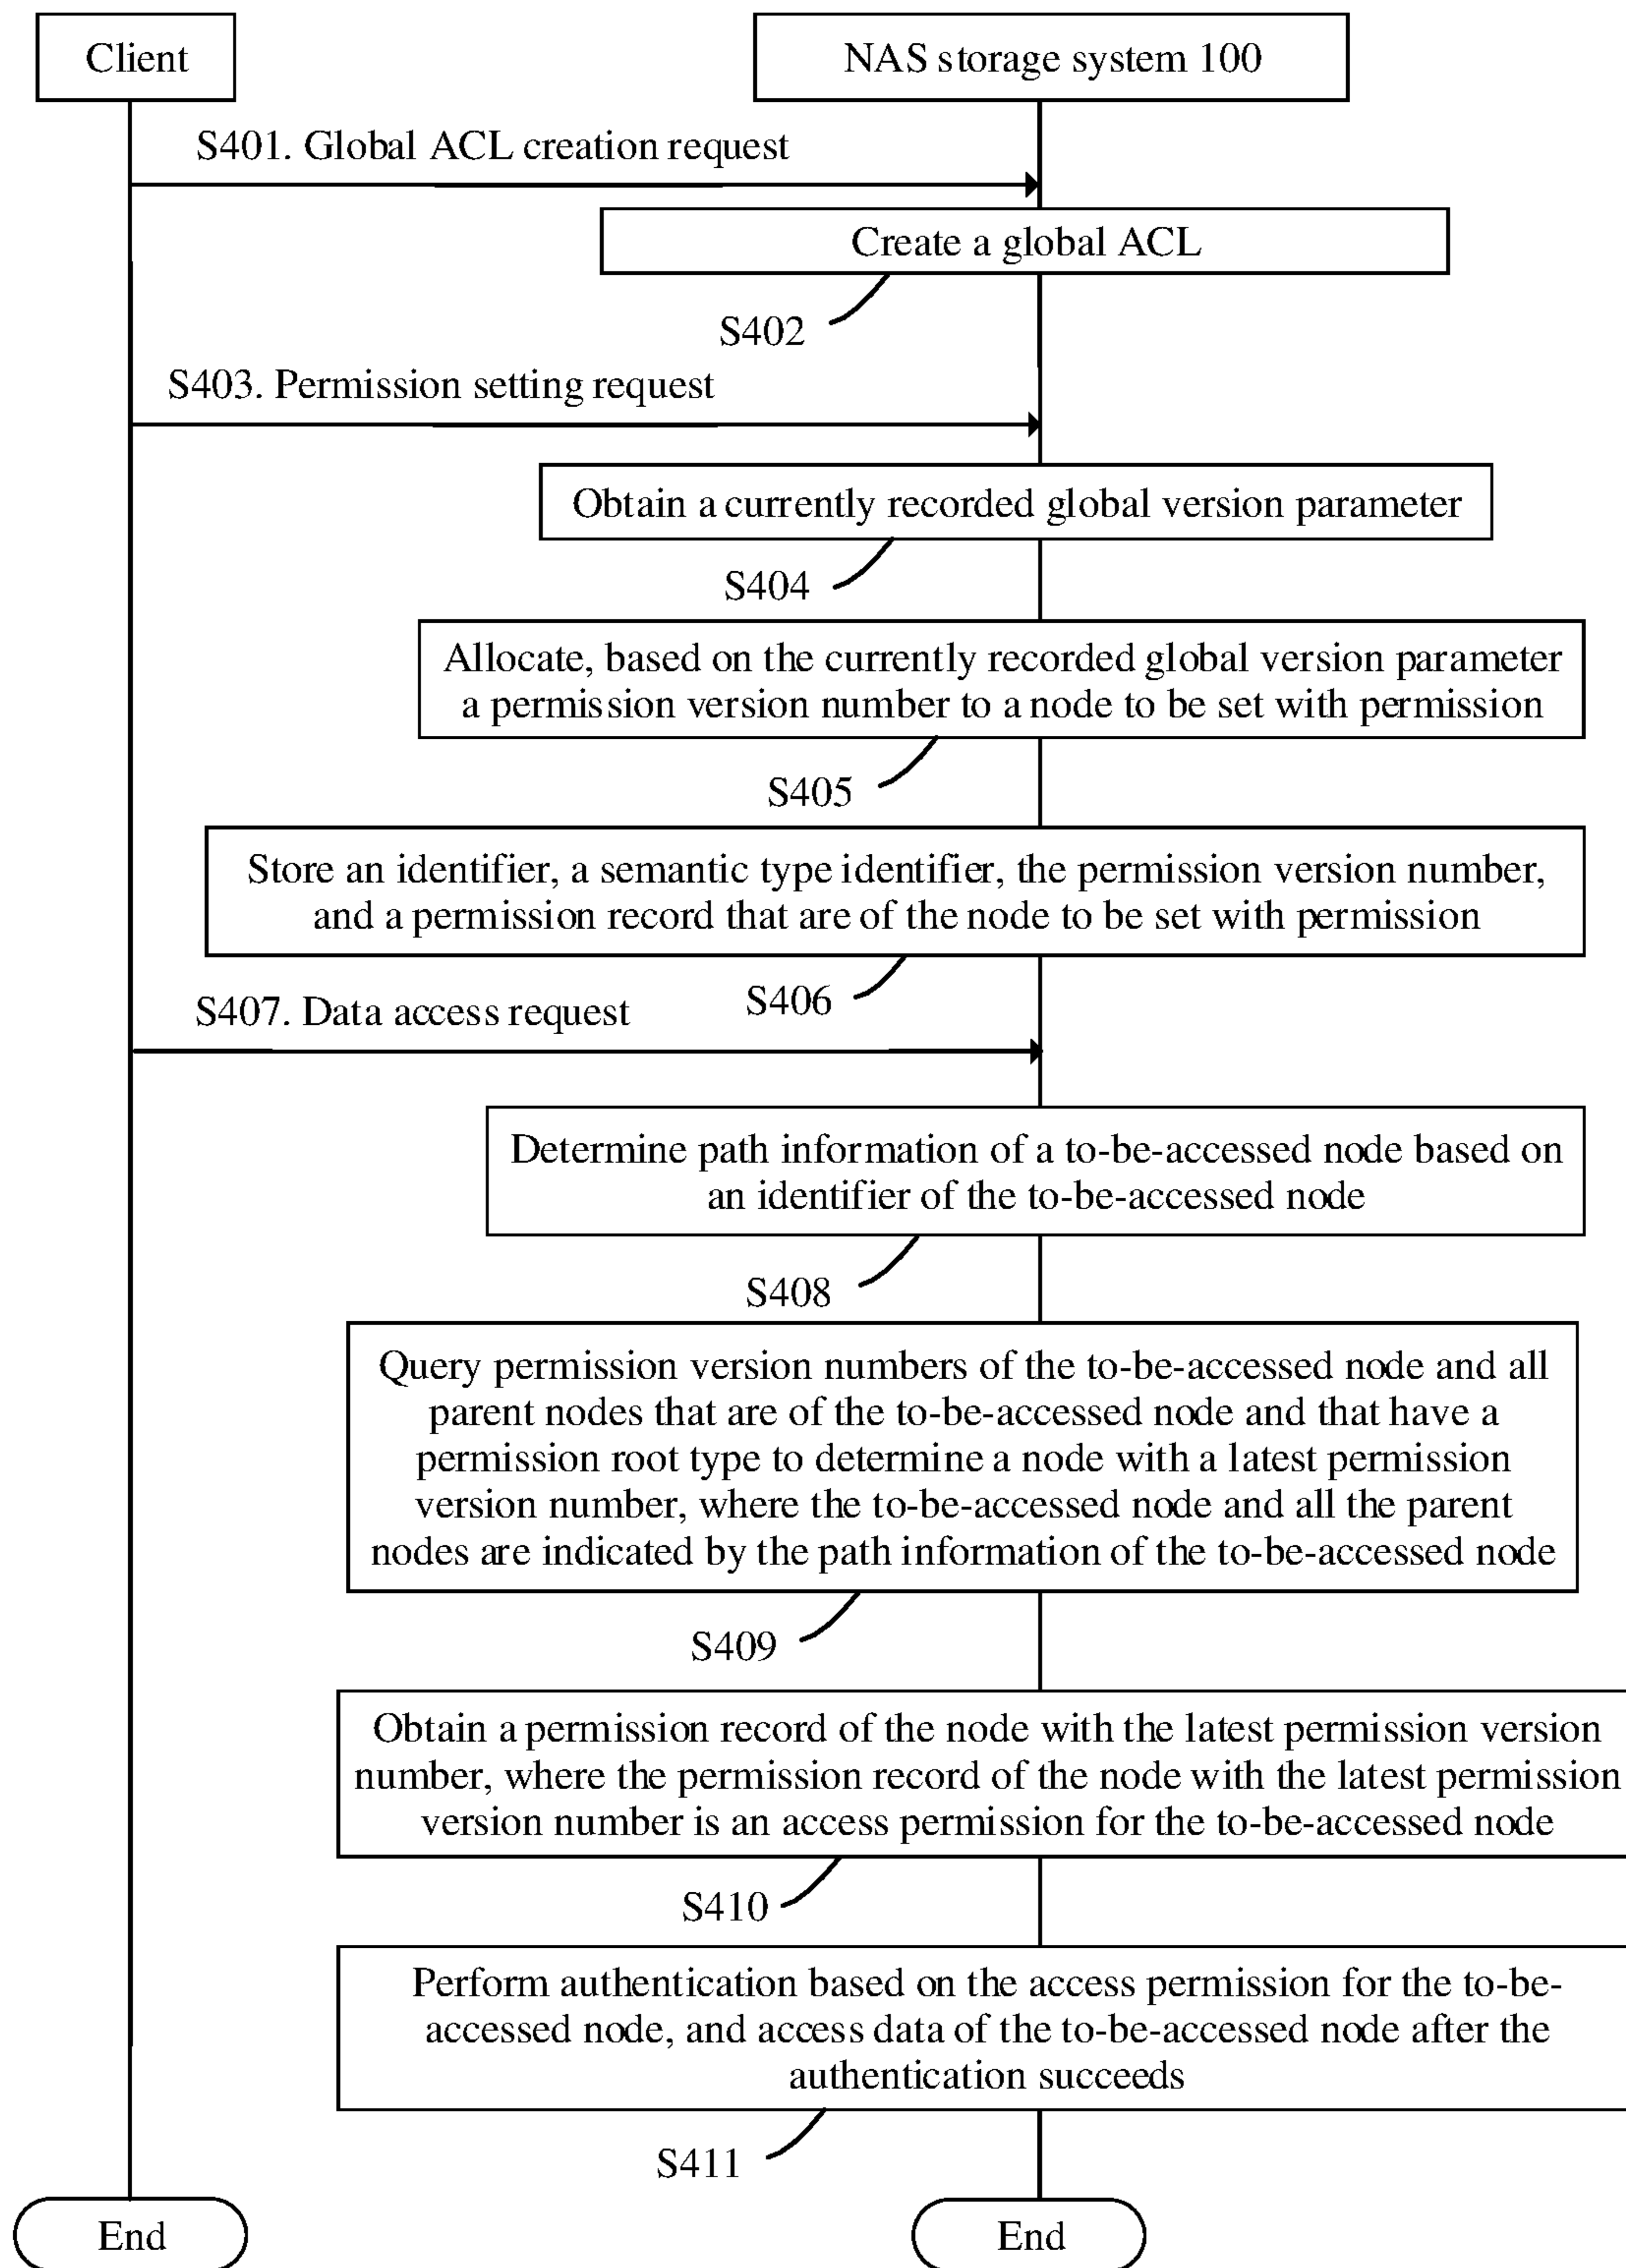 Client
NAS storage system 100
S401. Global ACL creation request
Create a global ACL
S402
S403. Permission setting request
Obtain a currently recorded global version parameter
S404
Allocate, based on the currently recorded global version parameter
a permission version number to a node to be set with permission
S405
Store an identifier, a semantic type identifier, the permission version number,
and a permission record that are of the node to be set with permission
S406
S407. Data access request
Determine path information of a to-be-accessed node based on
an identifier of the to-be-accessed node
S408
Query permission version numbers of the to-be-accessed node and all
parent nodes that are of the to-be-accessed node and that have a
permission root type to determine a node with a latest permission
version number, where the to-be-accessed node and all the parent
nodes are indicated by the path information of the to-be-accessed node
S409
Obtain a permission record of the node with the latest permission version
number, where the permission record of the node with the latest permission
version number is an access permission for the to-be-accessed node
S410
Perform authentication based on the access permission for the to-be-
accessed node, and access data of the to-be-accessed node after the
authentication succeeds
S411
End
End